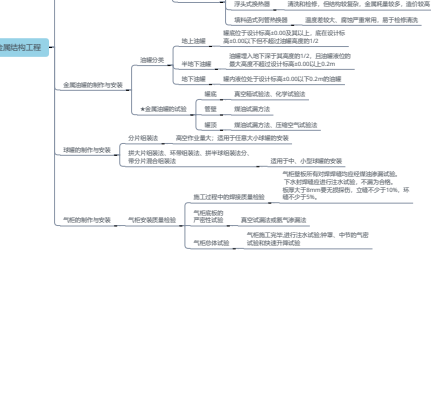 浮头式换热器
清洗和检修，但结构较复杂，金属耗量较多，造价较高
填料函式列管换热器
温度差较大、腐蚀严重常用，易于检修清洗
金属结构工程
金属油罐的制作与安装
油罐分类
地上油罐
罐底位于设计标高±0.00及其以上，底在设计标
高±0.00以下但不超过油罐高度的1/2
半地下油罐
油罐埋入地下深于其高度的1/2，且油罐液位的
最大高度不超过设计标高±0.00以上0.2m
地下油罐
罐内液位处于设计标高±0.00以下0.2m的油罐
★金属油罐的试验
罐底
真空箱试验法、化学试验法
管壁
煤油试漏方法
罐顶
煤油试漏方法、压缩空气试验法
球罐的制作与安装
分片组装法
高空作业量大；适用于任意大小球罐的安装
拼大片组装法、环带组装法、拼半球组装法分、
带分片混合组装法
适用于中、小型球罐的安装
气柜的制作与安装
气柜安装质量检验
施工过程中的焊接质量检验
气柜壁板所有对焊焊缝均应经煤油渗漏试验。
下水封焊缝应进行注水试验，不漏为合格。
板厚大于8mm要无损探伤，立缝不少于10%，环
缝不少于5%。
气柜底板的
严密性试验
真空试漏法或氨气渗漏法
气柜总体试验
气柜施工完毕,进行注水试验;钟罩、中节的气密
试验和快速升降试验